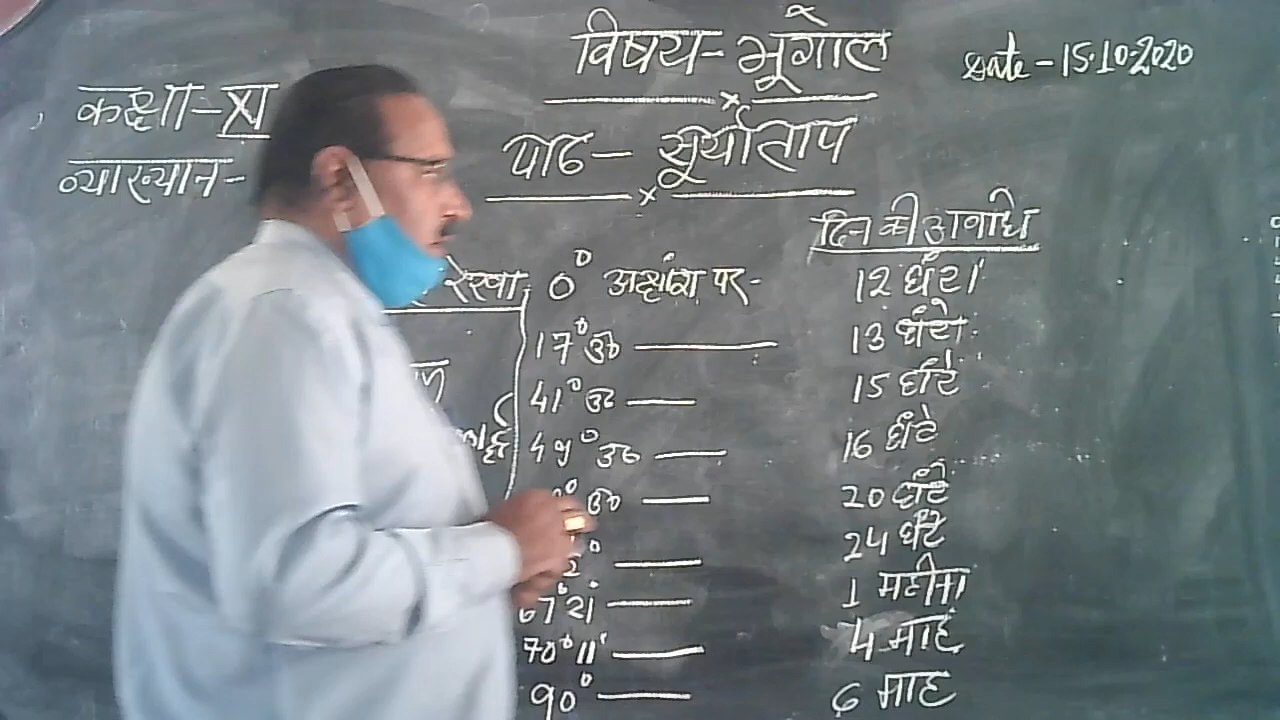 विषय- भूगोल
Date - 15.10.2020
कक्षा - XI
पाठ - सूर्याताप
व्याख्यान-
दिन की अवधि
रेखा 0° अक्षांश पर - 12 घंटा
17° उ० 13 घंटे
41° उ० 15 घंटे
49° उ० 16 घंटे
उ० 20 घंटे
24 घंटे
67° 21' 1 महीना
70° 11' 4 माह
90° 6 माह